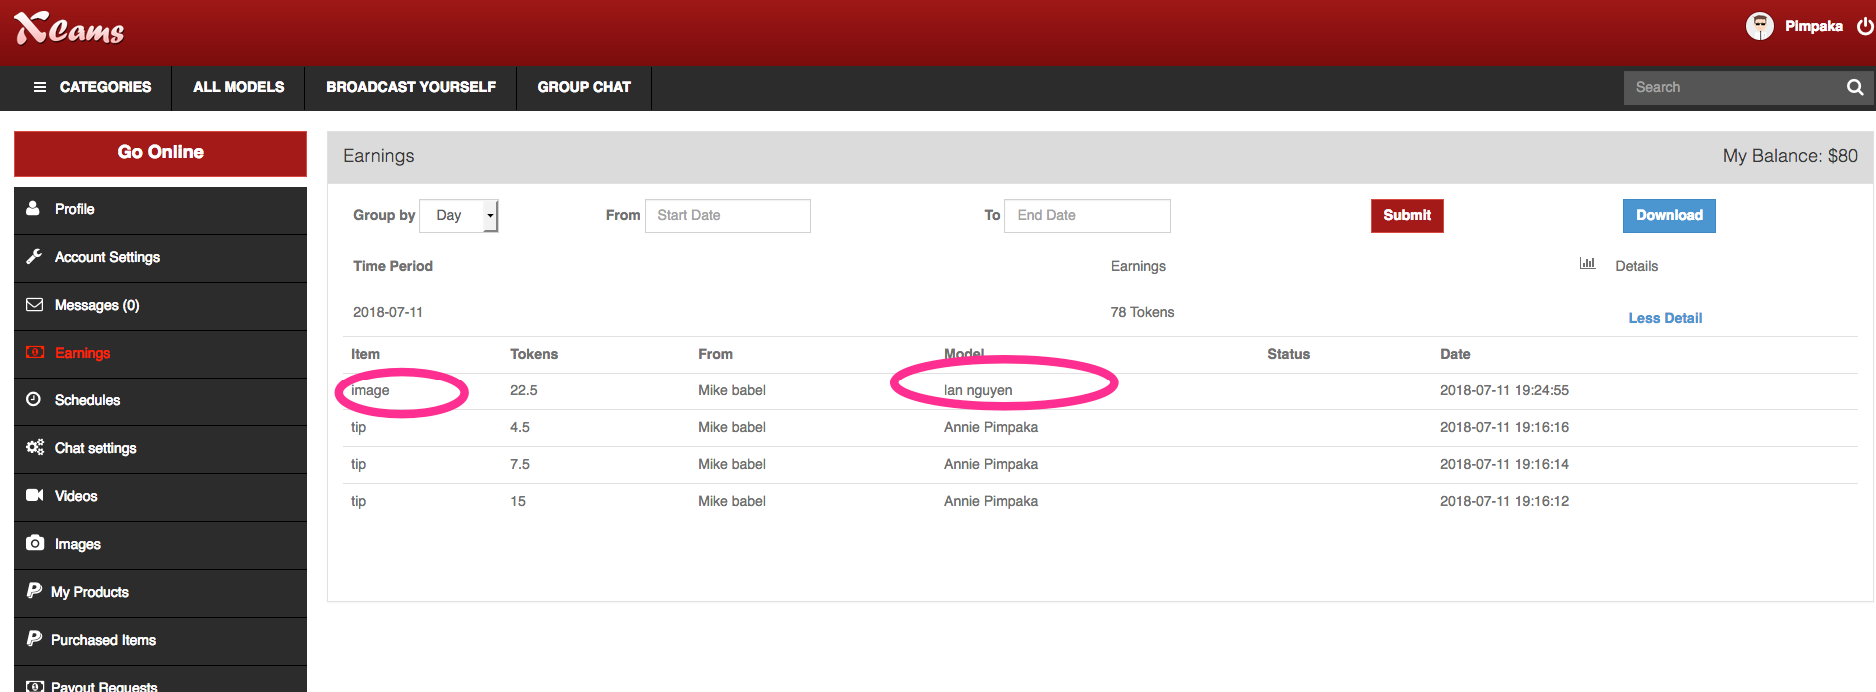 XCams
Pimpaka
CATEGORIES ALL MODELS BROADCAST YOURSELF GROUP CHAT Search
Go Online
Profile
Account Settings
Messages (0)
Earnings
Schedules
Chat settings
Videos
Images
My Products
Purchased Items
Payout Requests
Earnings My Balance: $80
Group by Day From Start Date To End Date Submit Download
Time Period Earnings Details
2018-07-11 78 Tokens Less Detail
Item Tokens From Model Status Date
image 22.5 Mike babel lan nguyen 2018-07-11 19:24:55
tip 4.5 Mike babel Annie Pimpaka 2018-07-11 19:16:16
tip 7.5 Mike babel Annie Pimpaka 2018-07-11 19:16:14
tip 15 Mike babel Annie Pimpaka 2018-07-11 19:16:12